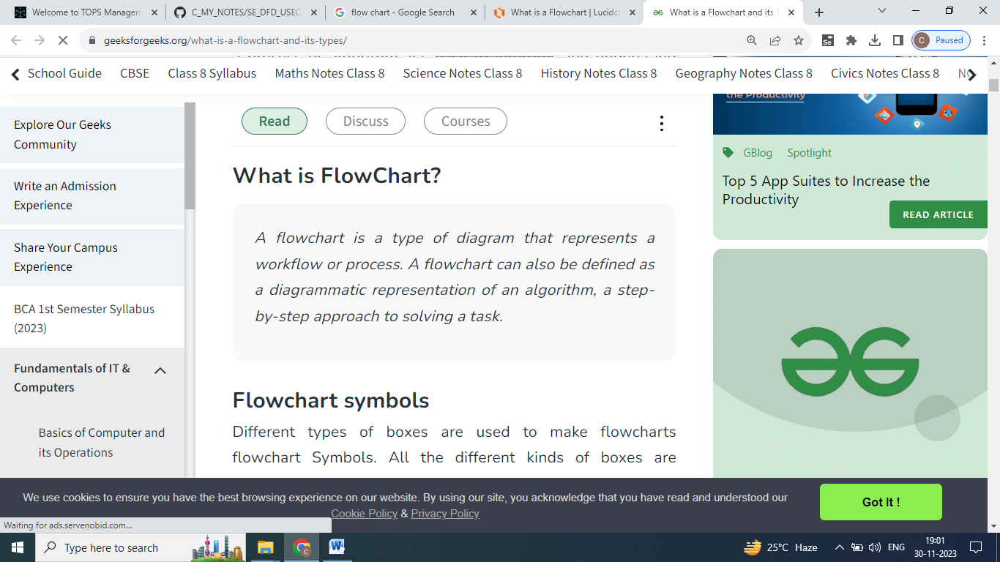 Welcome to TOPS Managem
C_MY_NOTES/SE_DFD_USEC
flow chart - Google Search
What is a Flowchart | Lucidc
What is a Flowchart and its T
geeksforgeeks.org/what-is-a-flowchart-and-its-types/
Se
C Paused
School Guide CBSE Class 8 Syllabus Maths Notes Class 8 Science Notes Class 8 History Notes Class 8 Geography Notes Class 8 Civics Notes Class 8
Explore Our Geeks
Community
Write an Admission
Experience
Share Your Campus
Experience
BCA 1st Semester Syllabus
(2023)
Fundamentals of IT &
Computers
Basics of Computer and
its Operations
Read Discuss Courses
What is FlowChart?
A flowchart is a type of diagram that represents a
workflow or process. A flowchart can also be defined as
a diagrammatic representation of an algorithm, a step-
by-step approach to solving a task.
Flowchart symbols
Different types of boxes are used to make flowcharts
flowchart Symbols. All the different kinds of boxes are
the Productivity
GBlog Spotlight
Top 5 App Suites to Increase the
Productivity
READ ARTICLE
We use cookies to ensure you have the best browsing experience on our website. By using our site, you acknowledge that you have read and understood our
Cookie Policy & Privacy Policy
Got It !
Waiting for ads.servenobid.com...
Type here to search
C
W
25°C Haze
ENG
19:01
30-11-2023